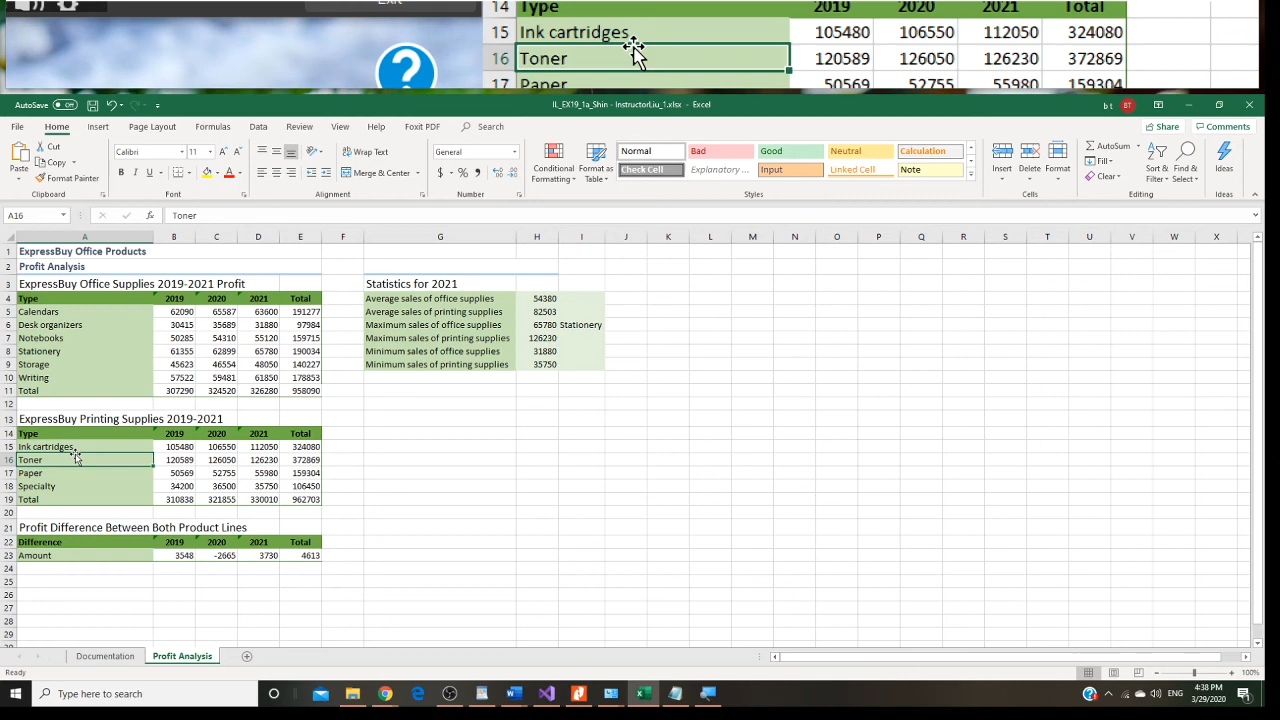 Exit
14 Type 2019 2020 2021 Total
15 Ink cartridges 105480 106550 112050 324080
16 Toner 120589 126050 126230 372869
17 Paper 50569 52755 55980 159304
AutoSave Off IL_EX19_1a_Shin - InstructorLiu_1.xlsx - Excel b t BT
File Home Insert Page Layout Formulas Data Review View Help Foxit PDF Search Share Comments
Paste Cut Copy Format Painter Clipboard
Calibri 11 B I U Font
Wrap Text Merge & Center Alignment
General $ % Number
Conditional Formatting Format as Table
Normal Bad Good Neutral Calculation
Check Cell Explanatory ... Input Linked Cell Note
Styles
Insert Delete Format Cells
AutoSum Fill Clear Sort & Filter Find & Select Editing
Ideas Ideas
A16 fx Toner
A B C D E F G H I J K L M N O P Q R S T U V W X
1 ExpressBuy Office Products
2 Profit Analysis
3 ExpressBuy Office Supplies 2019-2021 Profit Statistics for 2021
4 Type 2019 2020 2021 Total Average sales of office supplies 54380
5 Calendars 62090 65587 63600 191277 Average sales of printing supplies 82503
6 Desk organizers 30415 35689 31880 97984 Maximum sales of office supplies 65780 Stationery
7 Notebooks 50285 54310 55120 159715 Maximum sales of printing supplies 126230
8 Stationery 61355 62899 65780 190034 Minimum sales of office supplies 31880
9 Storage 45623 46554 48050 140227 Minimum sales of printing supplies 35750
10 Writing 57522 59481 61850 178853
11 Total 307290 324520 326280 958090
12
13 ExpressBuy Printing Supplies 2019-2021
14 Type 2019 2020 2021 Total
15 Ink cartridges 105480 106550 112050 324080
16 Toner 120589 126050 126230 372869
17 Paper 50569 52755 55980 159304
18 Specialty 34200 36500 35750 106450
19 Total 310838 321855 330010 962703
20
21 Profit Difference Between Both Product Lines
22 Difference 2019 2020 2021 Total
23 Amount 3548 -2665 3730 4613
24
25
26
27
28
29
Documentation Profit Analysis
Ready 100%
Type here to search ENG 4:38 PM
3/29/2020